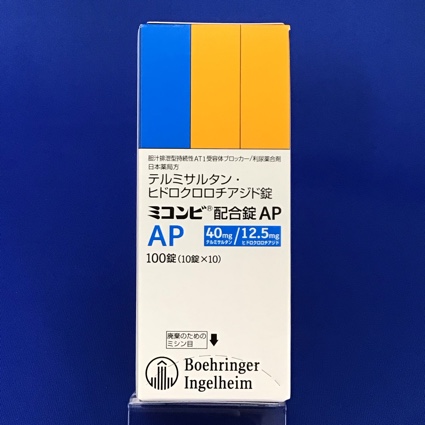 胆汁排泄型持続性AT1受容体ブロッカー/利尿薬合剤
日本薬局方
テルミサルタン・
ヒドロクロロチアジド錠
ミコンビ®配合錠AP
AP 40mg/12.5mg
テルミサルタン ヒドロクロロチアジド
100錠(10錠×10)
廃棄のための
ミシン目
Boehringer
Ingelheim